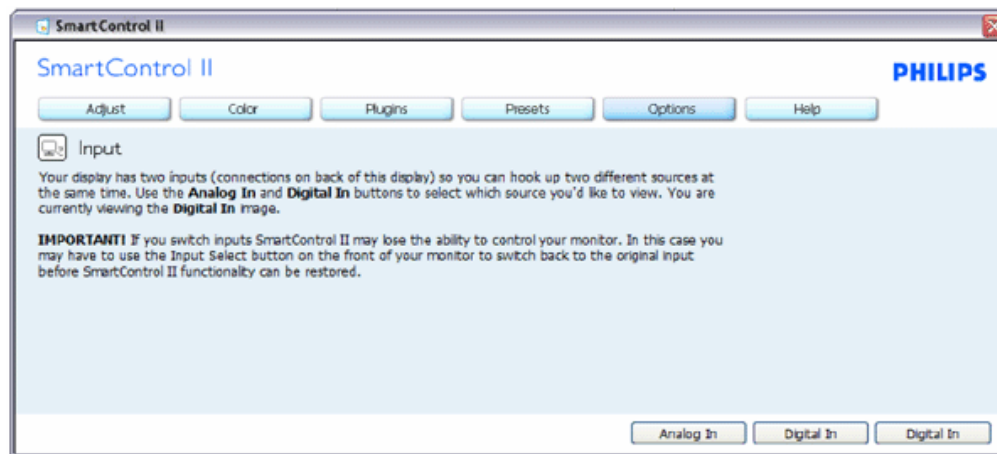 SmartControl II
SmartControl II
PHILIPS
Adjust Color Plugins Presets Options Help
Input
Your display has two inputs (connections on back of this display) so you can hook up two different sources at
the same time. Use the Analog In and Digital In buttons to select which source you'd like to view. You are
currently viewing the Digital In image.
IMPORTANT! If you switch inputs SmartControl II may lose the ability to control your monitor. In this case you
may have to use the Input Select button on the front of your monitor to switch back to the original input
before SmartControl II functionality can be restored.
Analog In Digital In Digital In